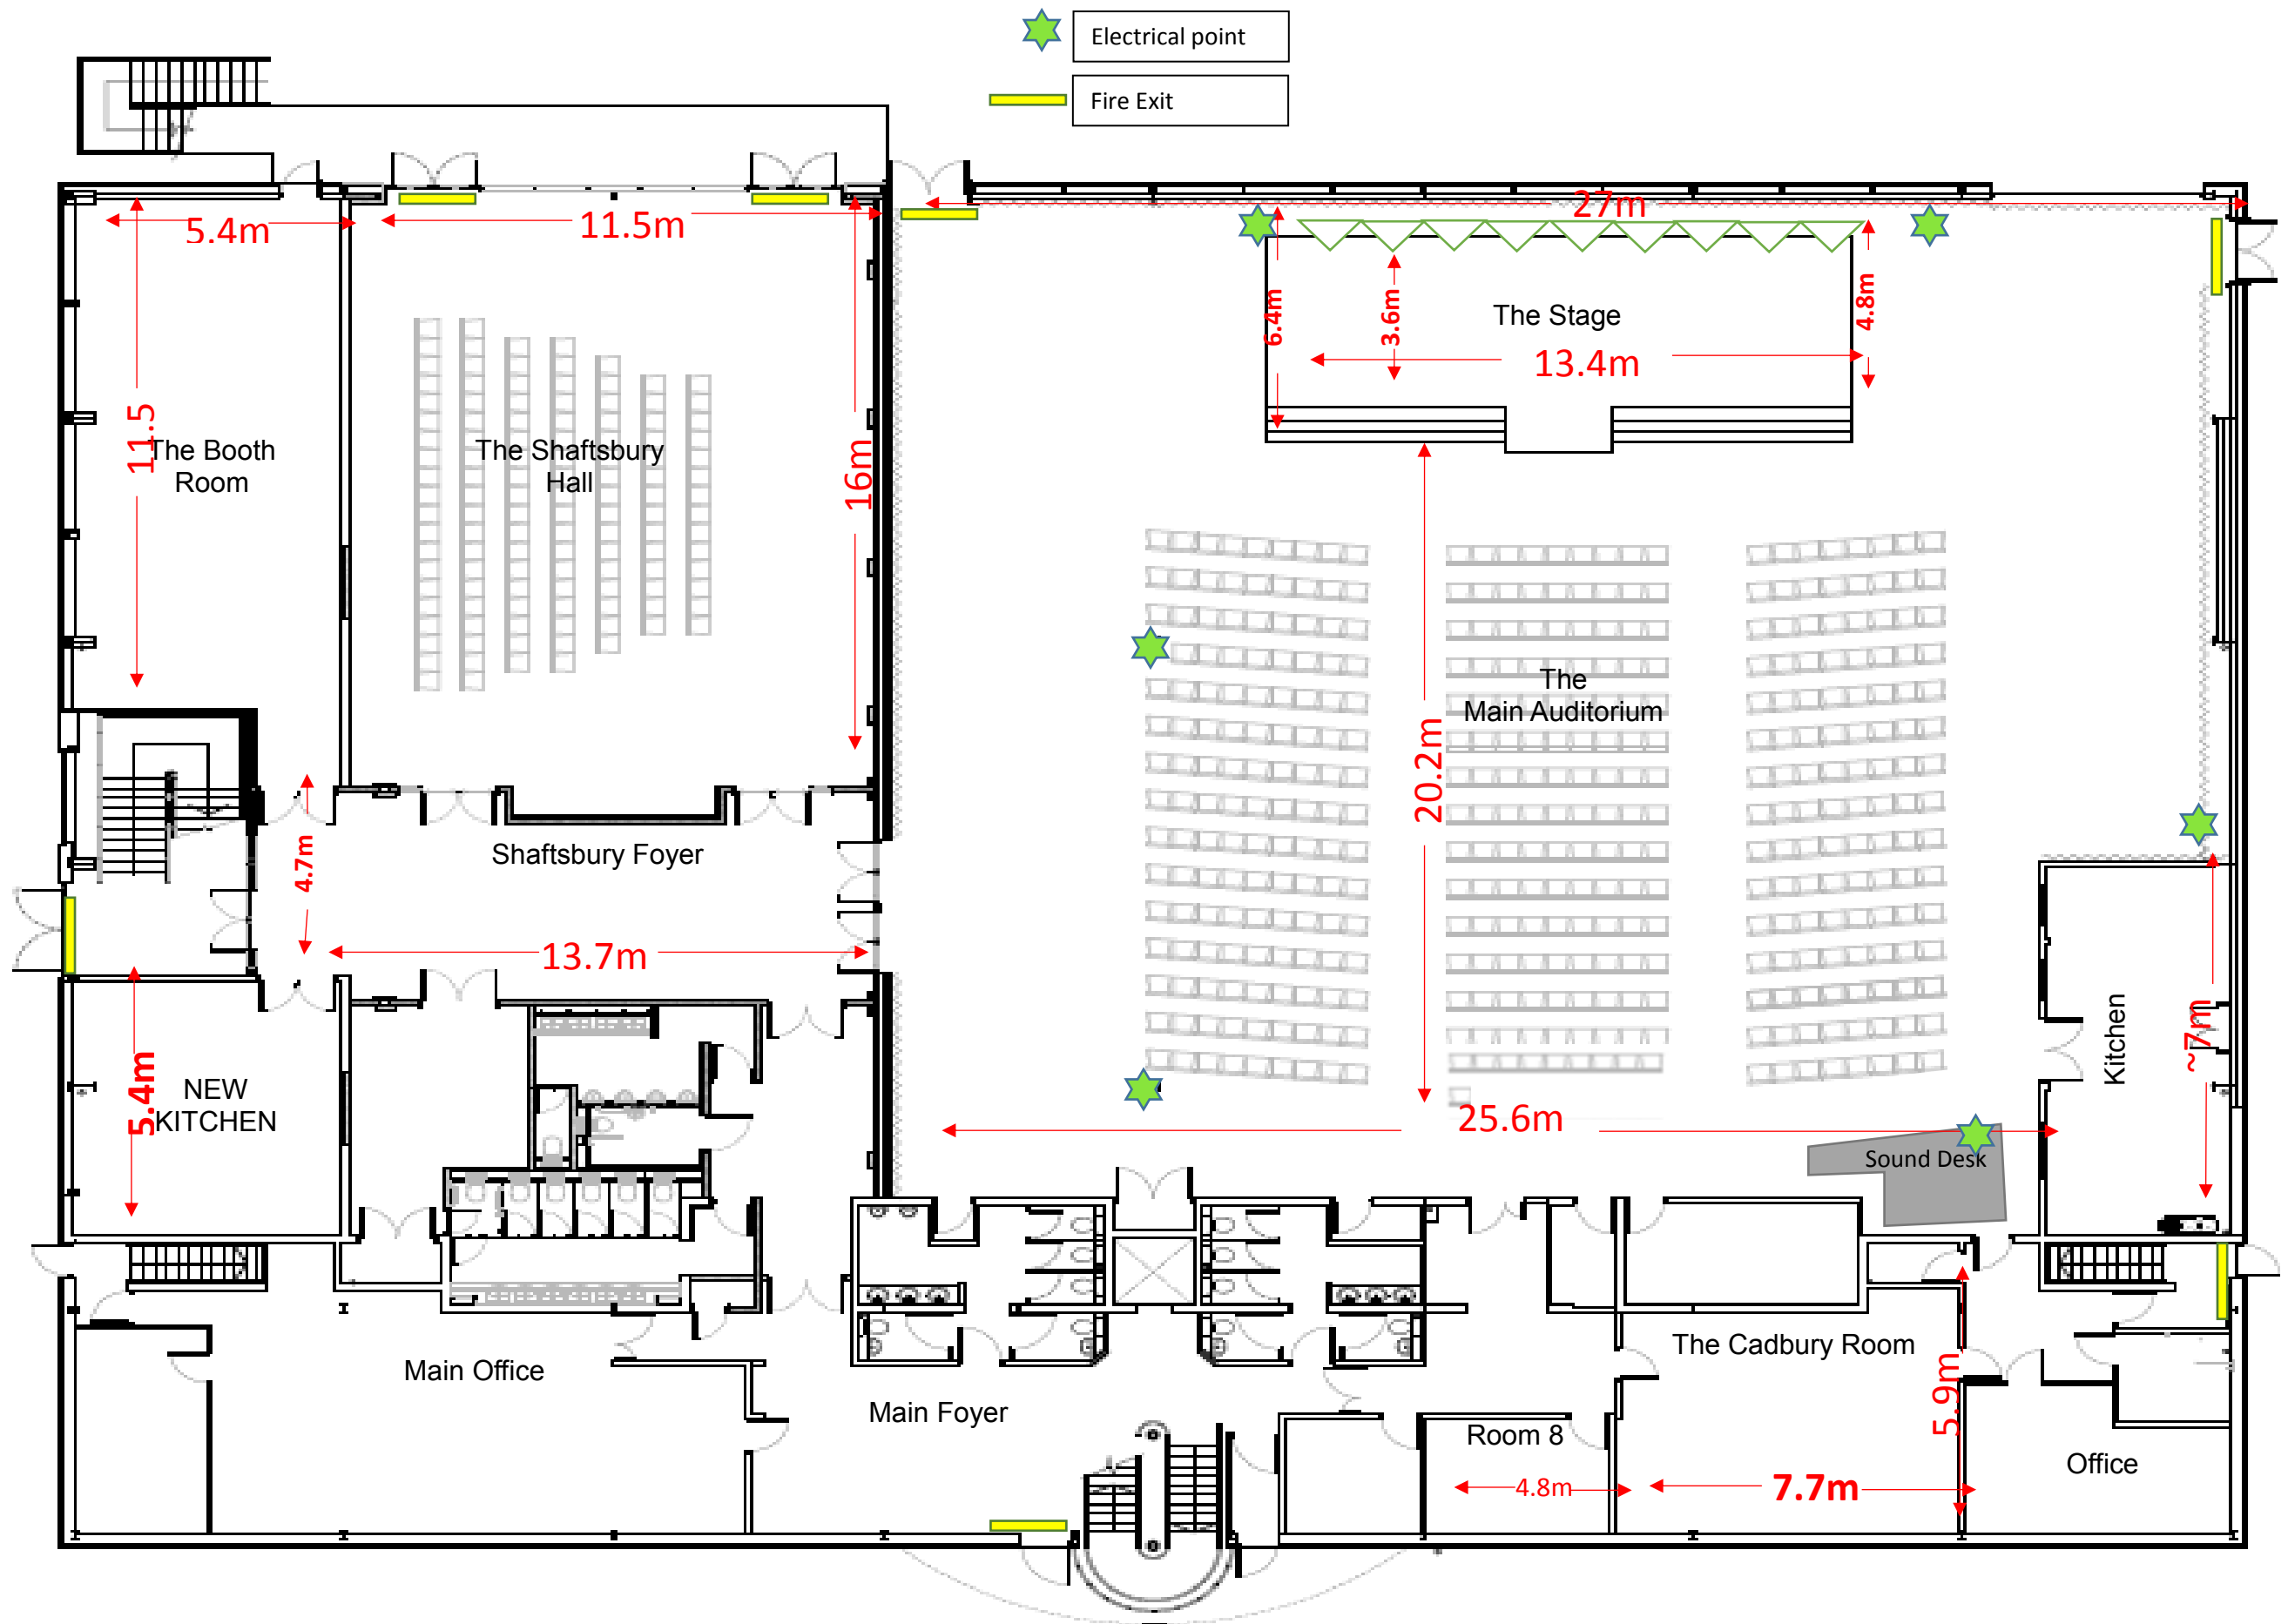 Electrical point
Fire Exit
27m
5.4m
11.5m
6.4m
3.6m
4.8m
The Stage
13.4m
11.5
The Booth
Room
The Shaftsbury
Hall
16m
The
Main Auditorium
20.2m
4.7m
Shaftsbury Foyer
13.7m
Kitchen
~7m
5.4m
NEW
KITCHEN
25.6m
Sound Desk
Main Office
Main Foyer
The Cadbury Room
5.9m
Room 8
4.8m
7.7m
Office